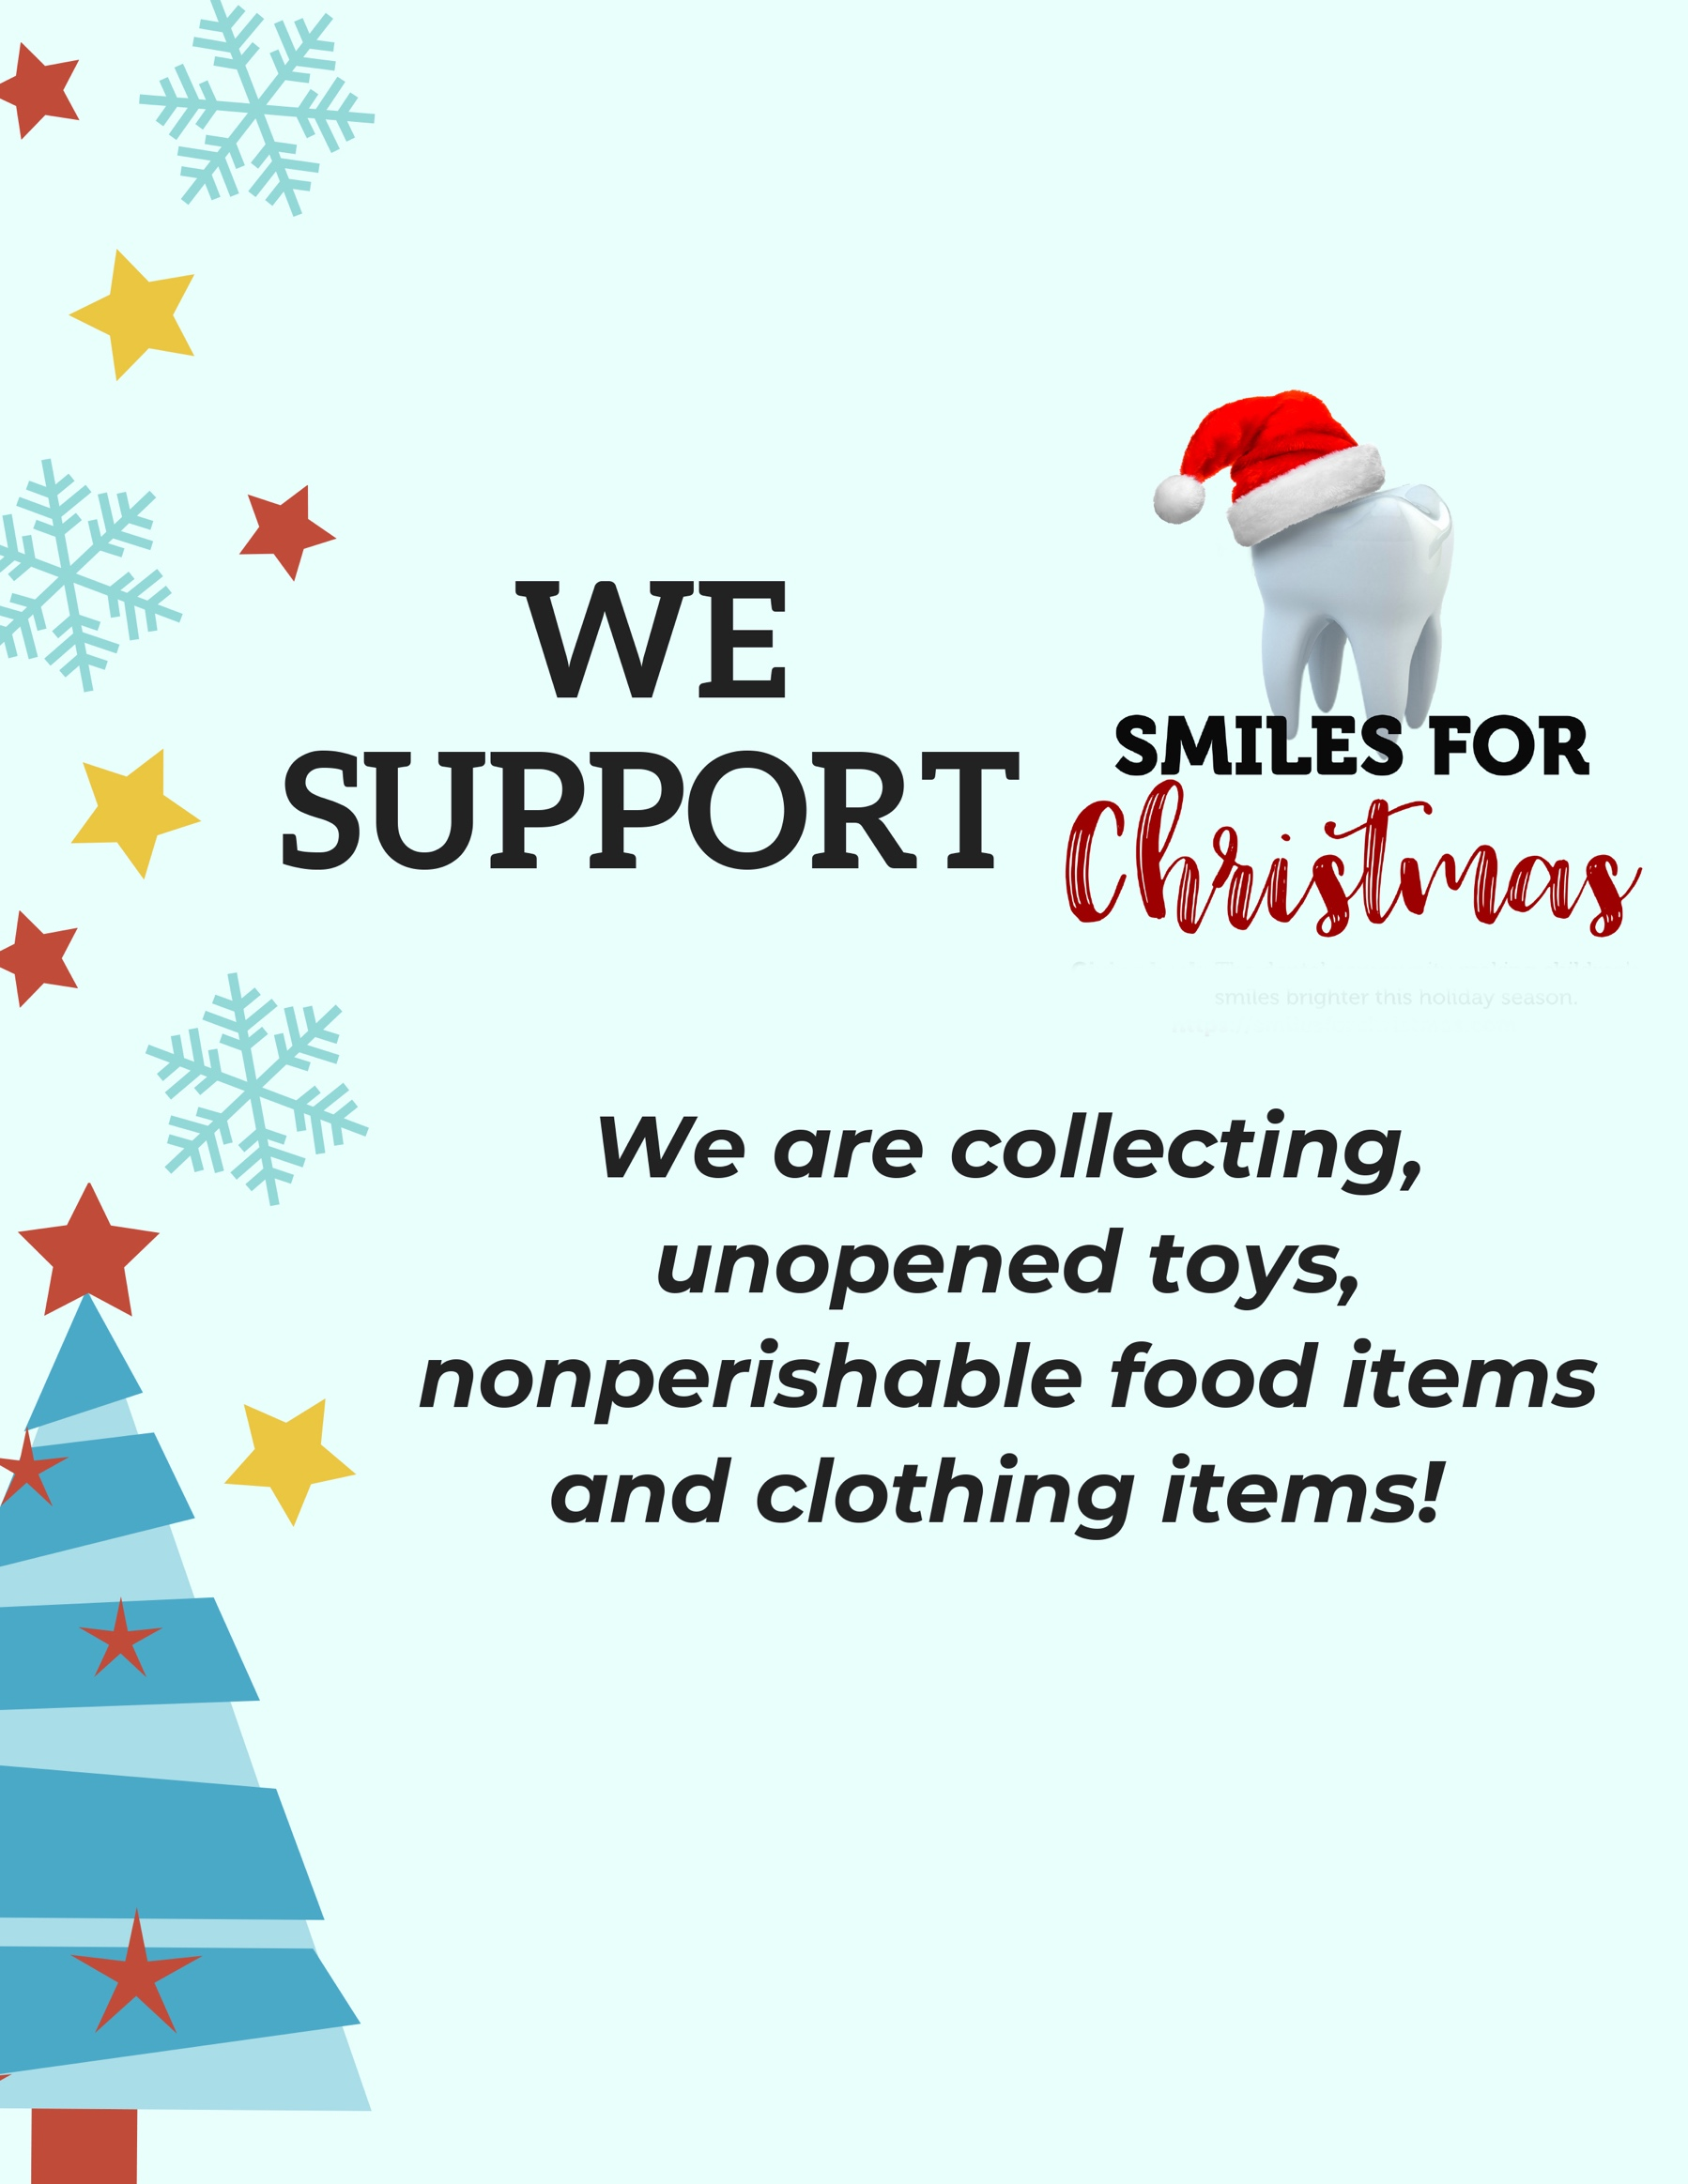 WE
SUPPORT
SMILES FOR
Christmas
smiles brighter this holiday season.
We are collecting,
unopened toys,
nonperishable food items
and clothing items!